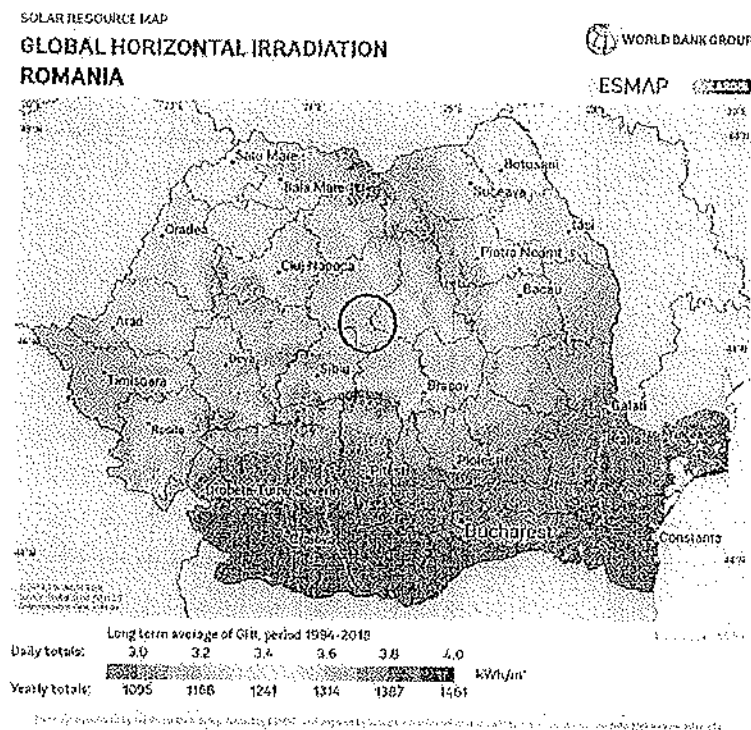 SOLAR RESOURCE MAP
GLOBAL HORIZONTAL IRRADIATION
ROMANIA
WORLD BANK GROUP
ESMAP
Satu Mare
Baia Mare
Botosani
Suceava
Oradea
Iasi
Cluj-Napoca
Piatra Neamt
Bacau
Arad
Deva
Sibiu
Timisoara
Brasov
Galati
Resita
Braila
Pitesti
Ploiesti
Drobeta-Turnu Severin
Craiova
Bucharest
Constanta
Long term average of GHI, period 1994-2018
Daily totals: 3.0 3.2 3.4 3.6 3.8 4.0
kWh/m²
Yearly totals: 1095 1168 1241 1314 1387 1461